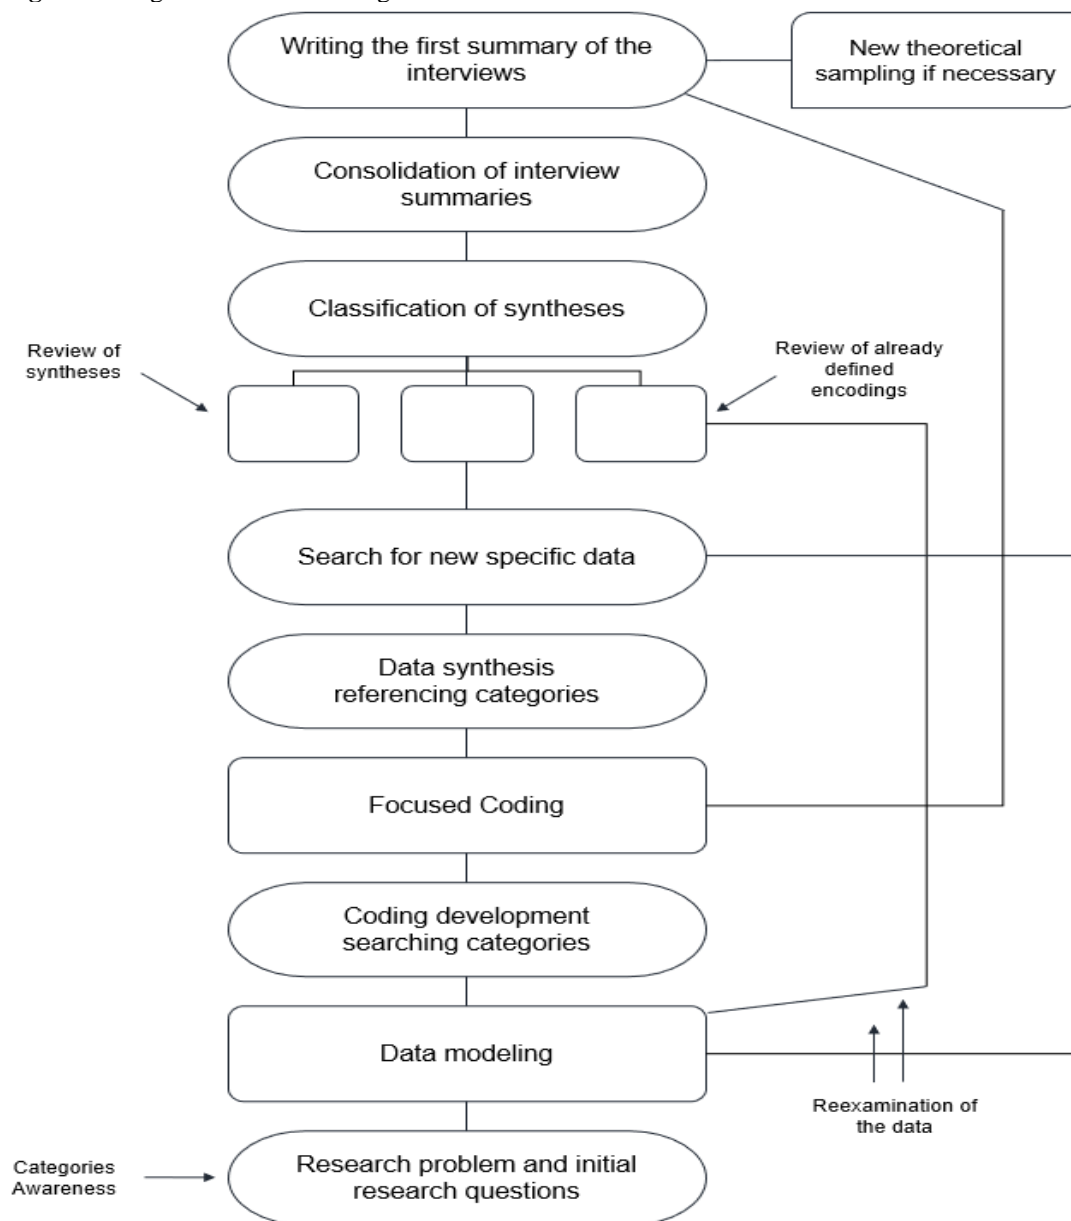 Writing the first summary of the
interviews
New theoretical
sampling if necessary
Consolidation of interview
summaries
Classification of syntheses
Review of
syntheses
Review of already
defined
encodings
Search for new specific data
Data synthesis
referencing categories
Focused Coding
Coding development
searching categories
Data modeling
Reexamination of
the data
Categories
Awareness
Research problem and initial
research questions